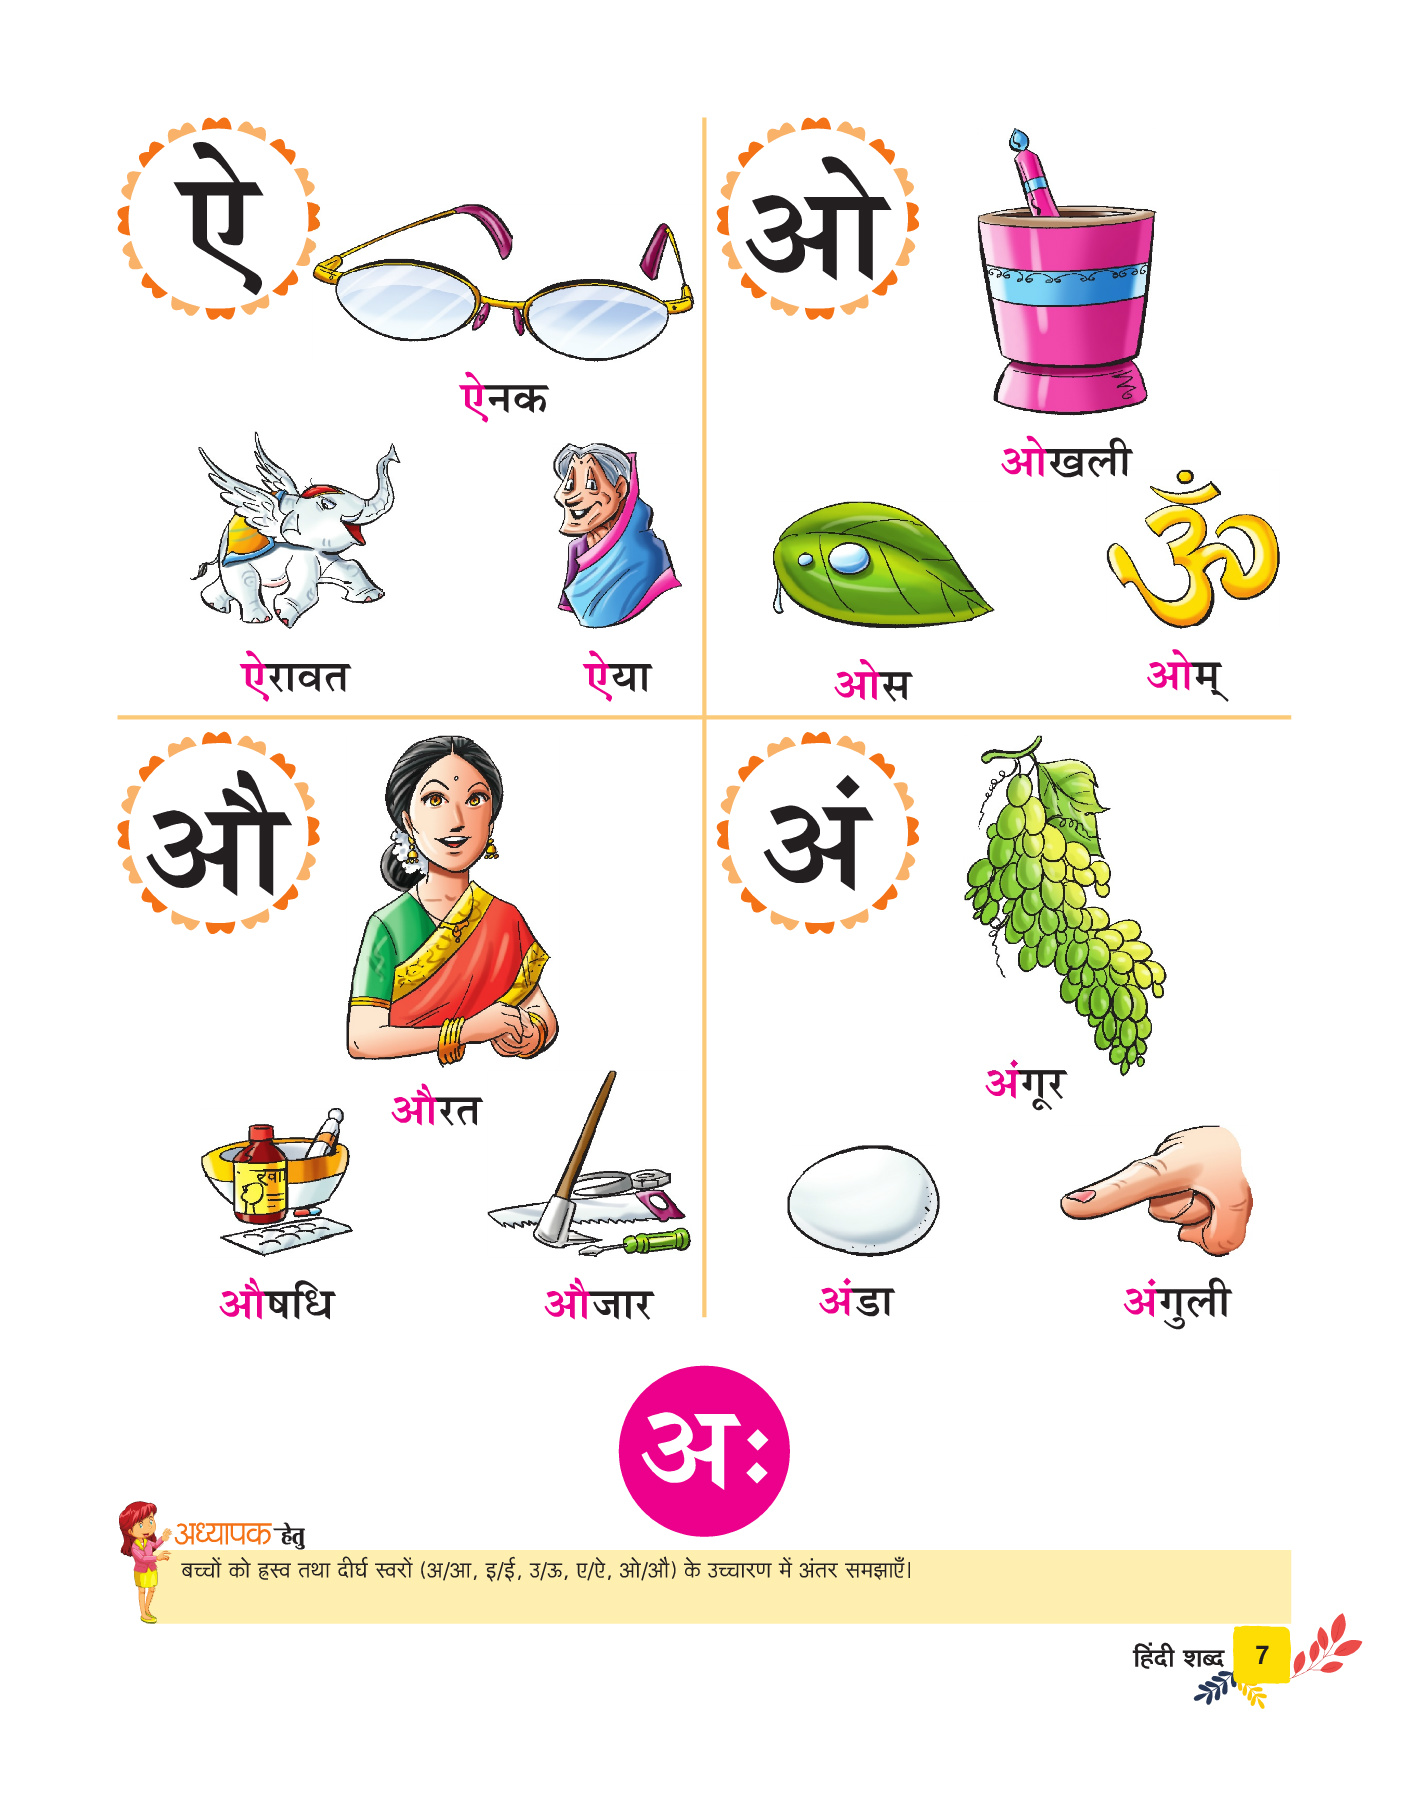 ऐ
ऐनक
ऐरावत
ऐया
ओ
ओखली
ओस
ओम्
औ
औरत
दवा
औषधि
औजार
अं
अंगूर
अंडा
अंगुली
अः
अध्यापक हेतु
बच्चों को ह्रस्व तथा दीर्घ स्वरों (अ/आ, इ/ई, उ/ऊ, ए/ऐ, ओ/औ) के उच्चारण में अंतर समझाएँ।
हिंदी शब्द 7